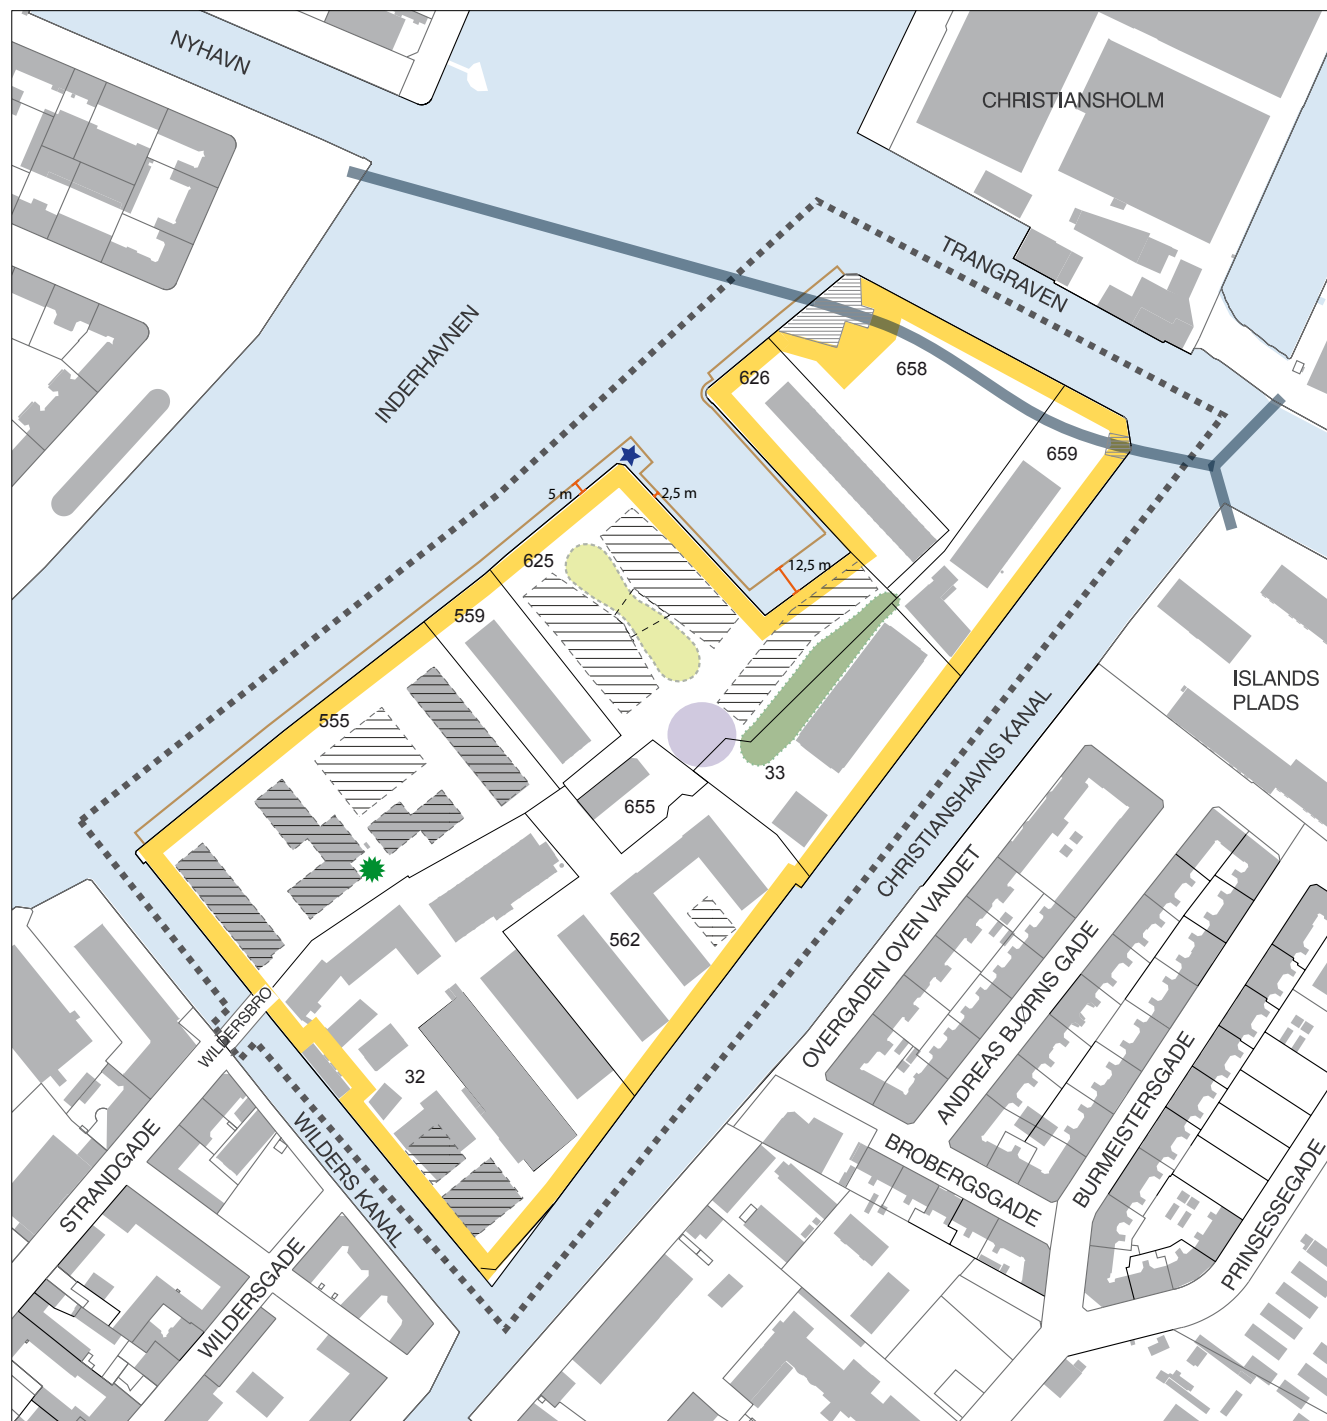 NYHAVN
CHRISTIANSHOLM
TRANGRAVEN
INDERHAVNEN
626
658
659
5 m
2,5 m
12,5 m
625
559
555
ISLANDS
PLADS
CHRISTIANSHAVNS KANAL
33
655
562
32
WILDERSBRO
OVERGADEN OVEN VANDET
ANDREAS BJØRNS GADE
BURMEISTERSGADE
BROBERGSGADE
PRINSESSEGADE
STRANDGADE
WILDERS KANAL
WILDERSGADE